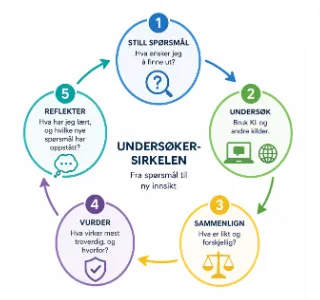 1
STILL SPØRSMÅL
Hva ønsker jeg
å finne ut?
2
UNDERSØK
Bruk KI og
andre kilder.
3
SAMMENLIGN
Hva er likt og
forskjellig?
4
VURDER
Hva virker mest
troverdig, og
hvorfor?
5
REFLEKTER
Hva har jeg lært,
og hvilke nye
spørsmål har
oppstått?
UNDERSØKER-
SIRKELEN
Fra spørsmål til
ny innsikt